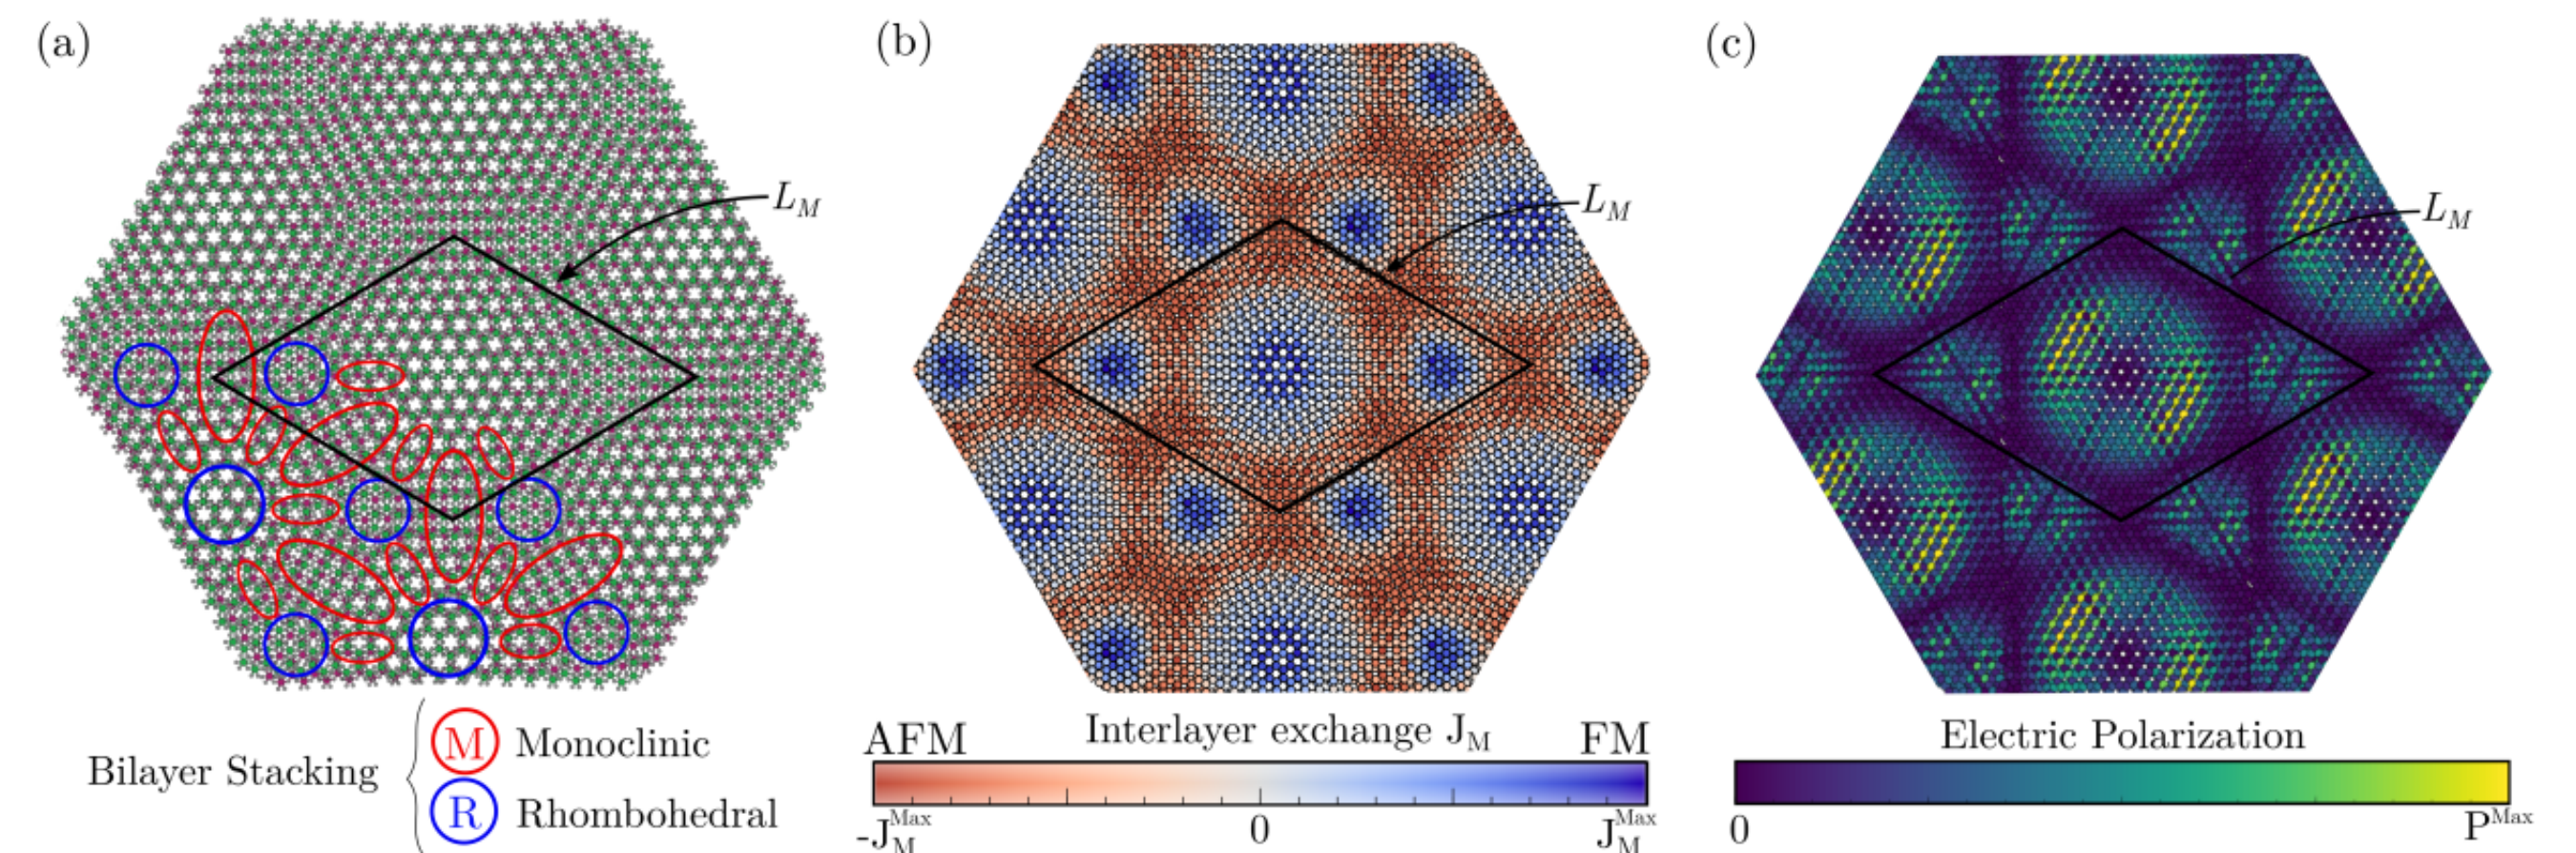 (a)
L_M
Bilayer Stacking
M Monoclinic
R Rhombohedral
(b)
L_M
Interlayer exchange J_M
AFM
FM
-J_M^Max
0
J_M^Max
(c)
L_M
Electric Polarization
0
P^Max